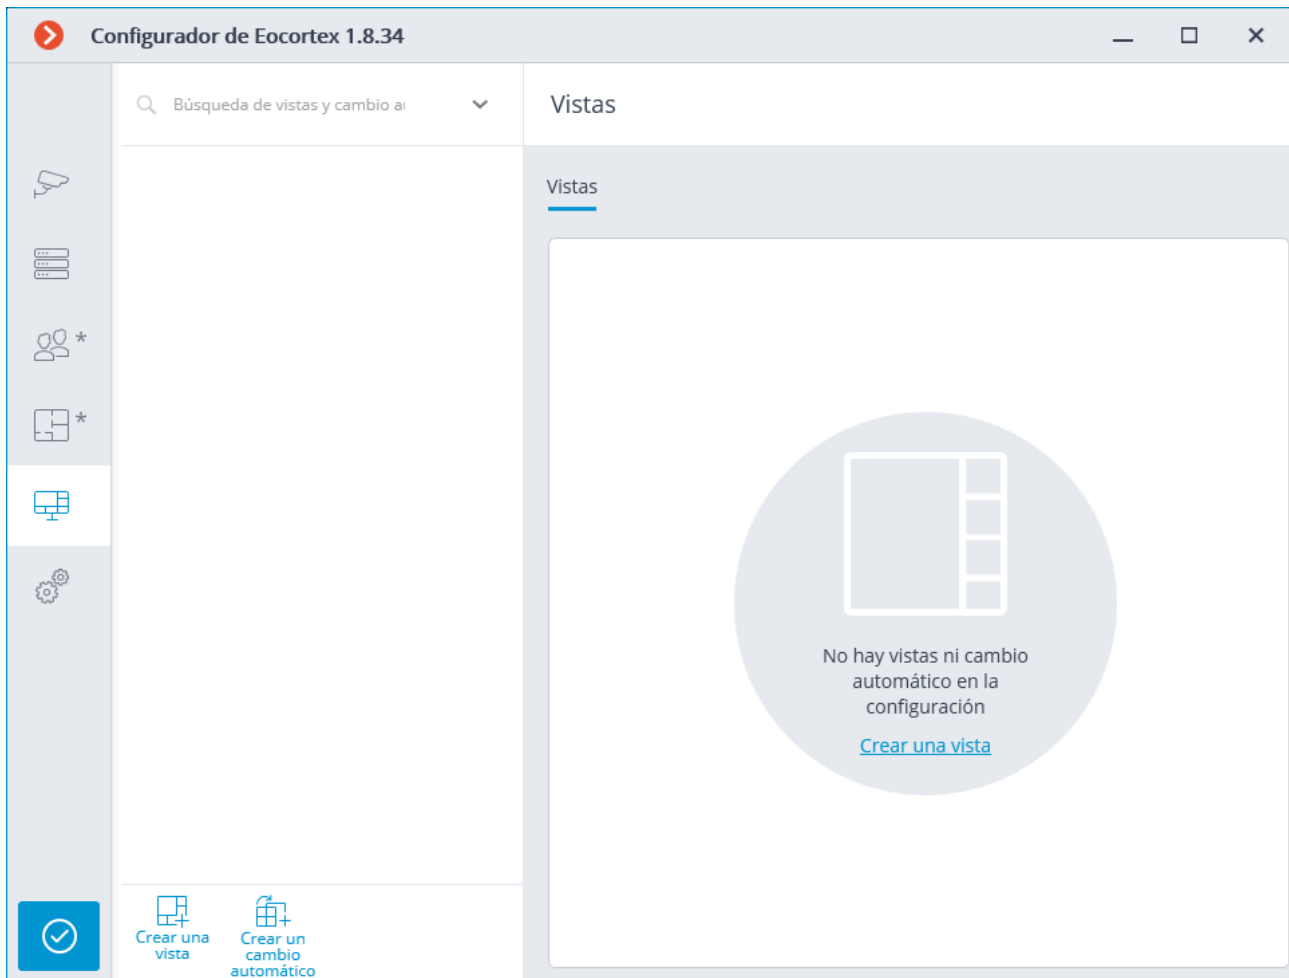 Configurador de Eocortex 1.8.34
Búsqueda de vistas y cambio a
Vistas
Vistas
*
*
No hay vistas ni cambio
automático en la
configuración
Crear una vista
Crear una
vista
Crear un
cambio
automático